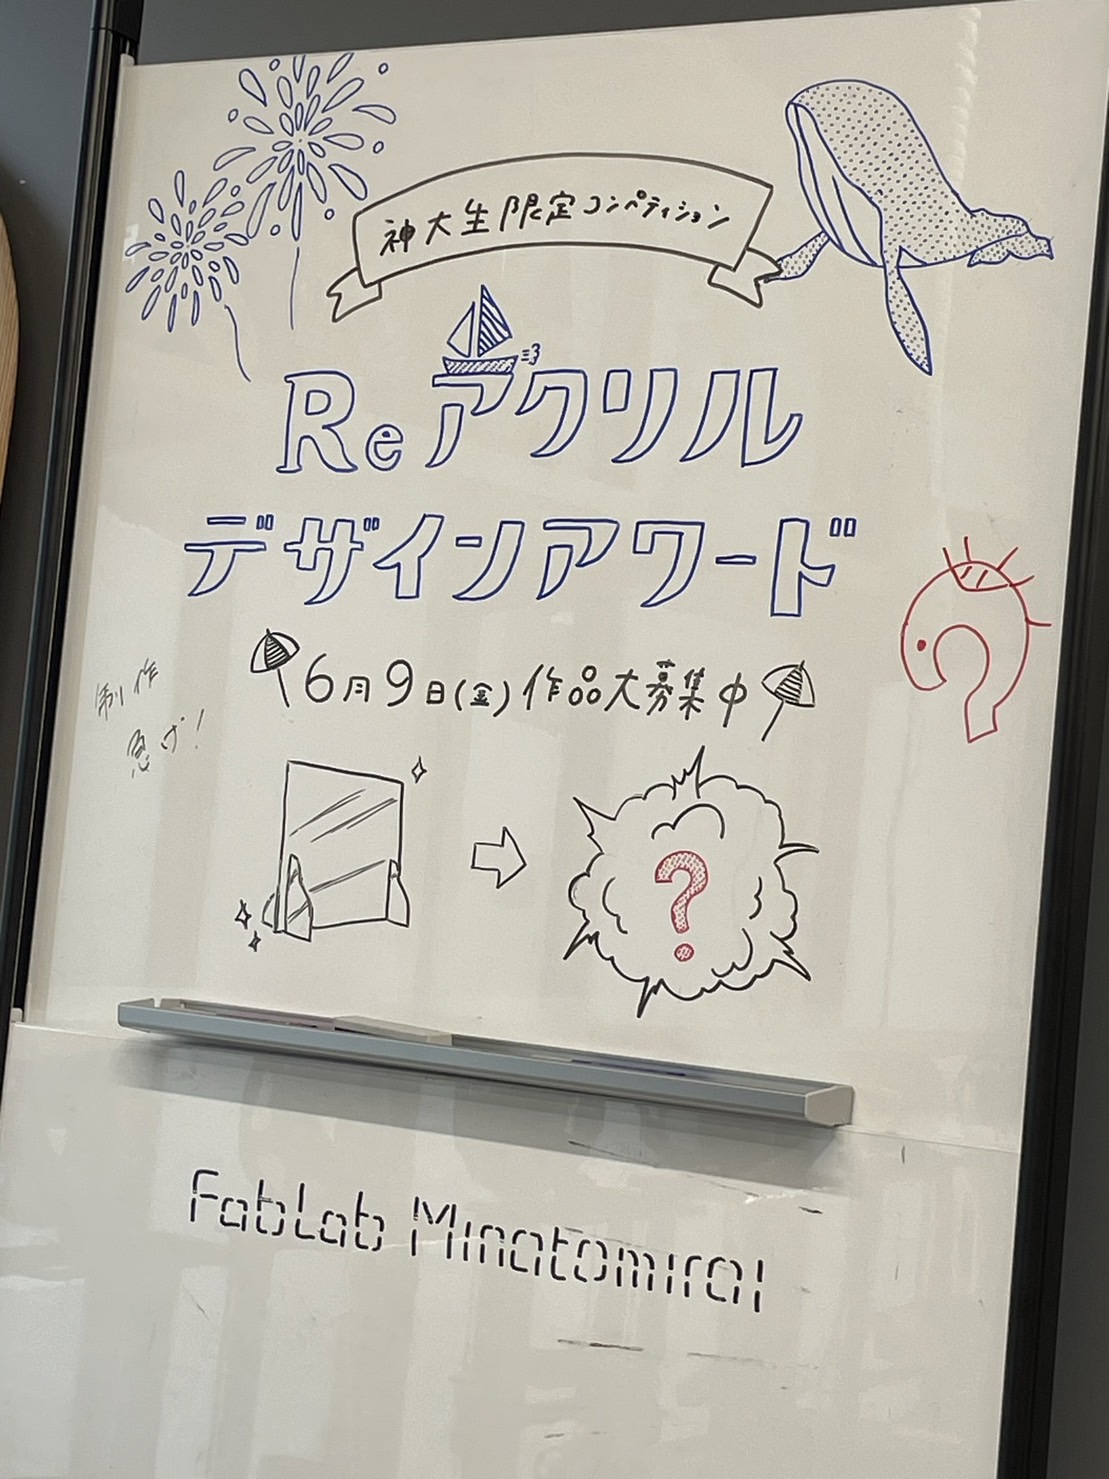 神大生限定コンペティション
Reアクリル
デザインアワード
6月9日(金)作品大募集中
制作
急げ!
?
FabLab Minatomirai